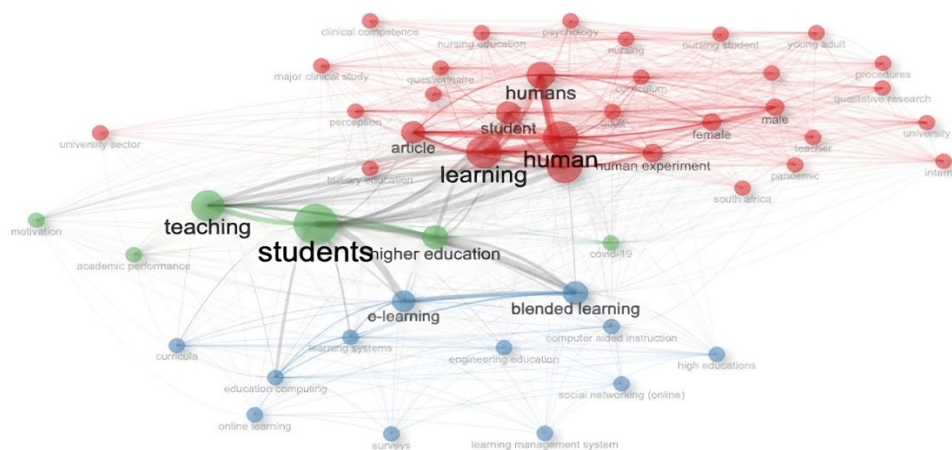 clinical competence
nursing education
psychology
nursing
nursing student
young adult
major clinical study
questionnaire
curriculum
procedures
humans
qualitative research
perception
student
adult
female
male
university
university sector
article
teacher
learning
human
human experiment
pandemic
tertiary education
south africa
intern
motivation
teaching
students
higher education
covid-19
academic performance
e-learning
blended learning
learning systems
computer aided instruction
curricula
engineering education
high educations
education computing
social networking (online)
online learning
surveys
learning management system